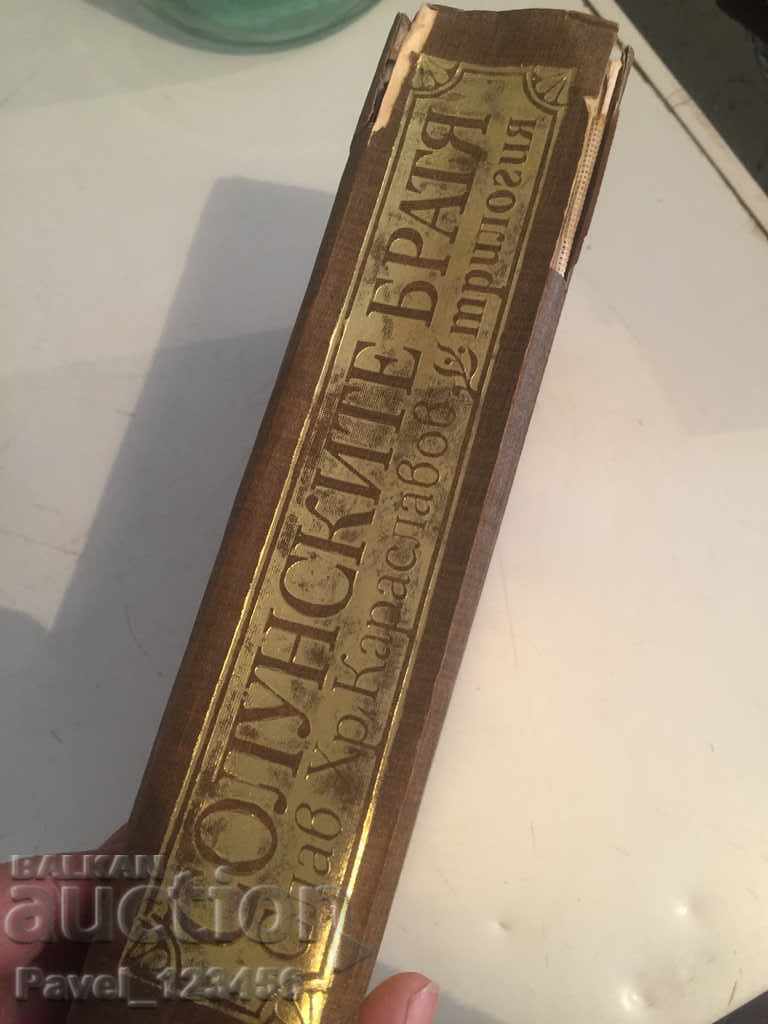 СОЛУНСКИТЕ БРАТЯ
Слав Хр. Караславов
трилогия
BALKAN
auction
Pavel_123456